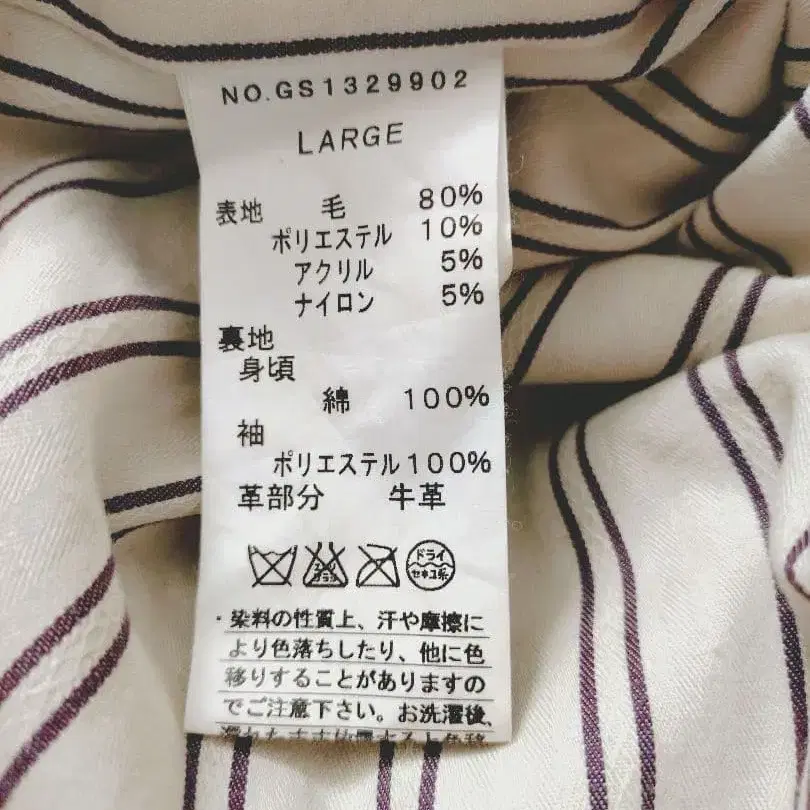 NO.GS1329902
LARGE
表地 毛 80%
ポリエステル 10%
アクリル 5%
ナイロン 5%
裏地
身頃
綿 100%
袖
ポリエステル100%
革部分 牛革
ドライ
セキユ系
・染料の性質上、汗や摩擦に
より色落ちしたり、他に色
移りすることがありますの
でご注意下さい。お洗濯後、